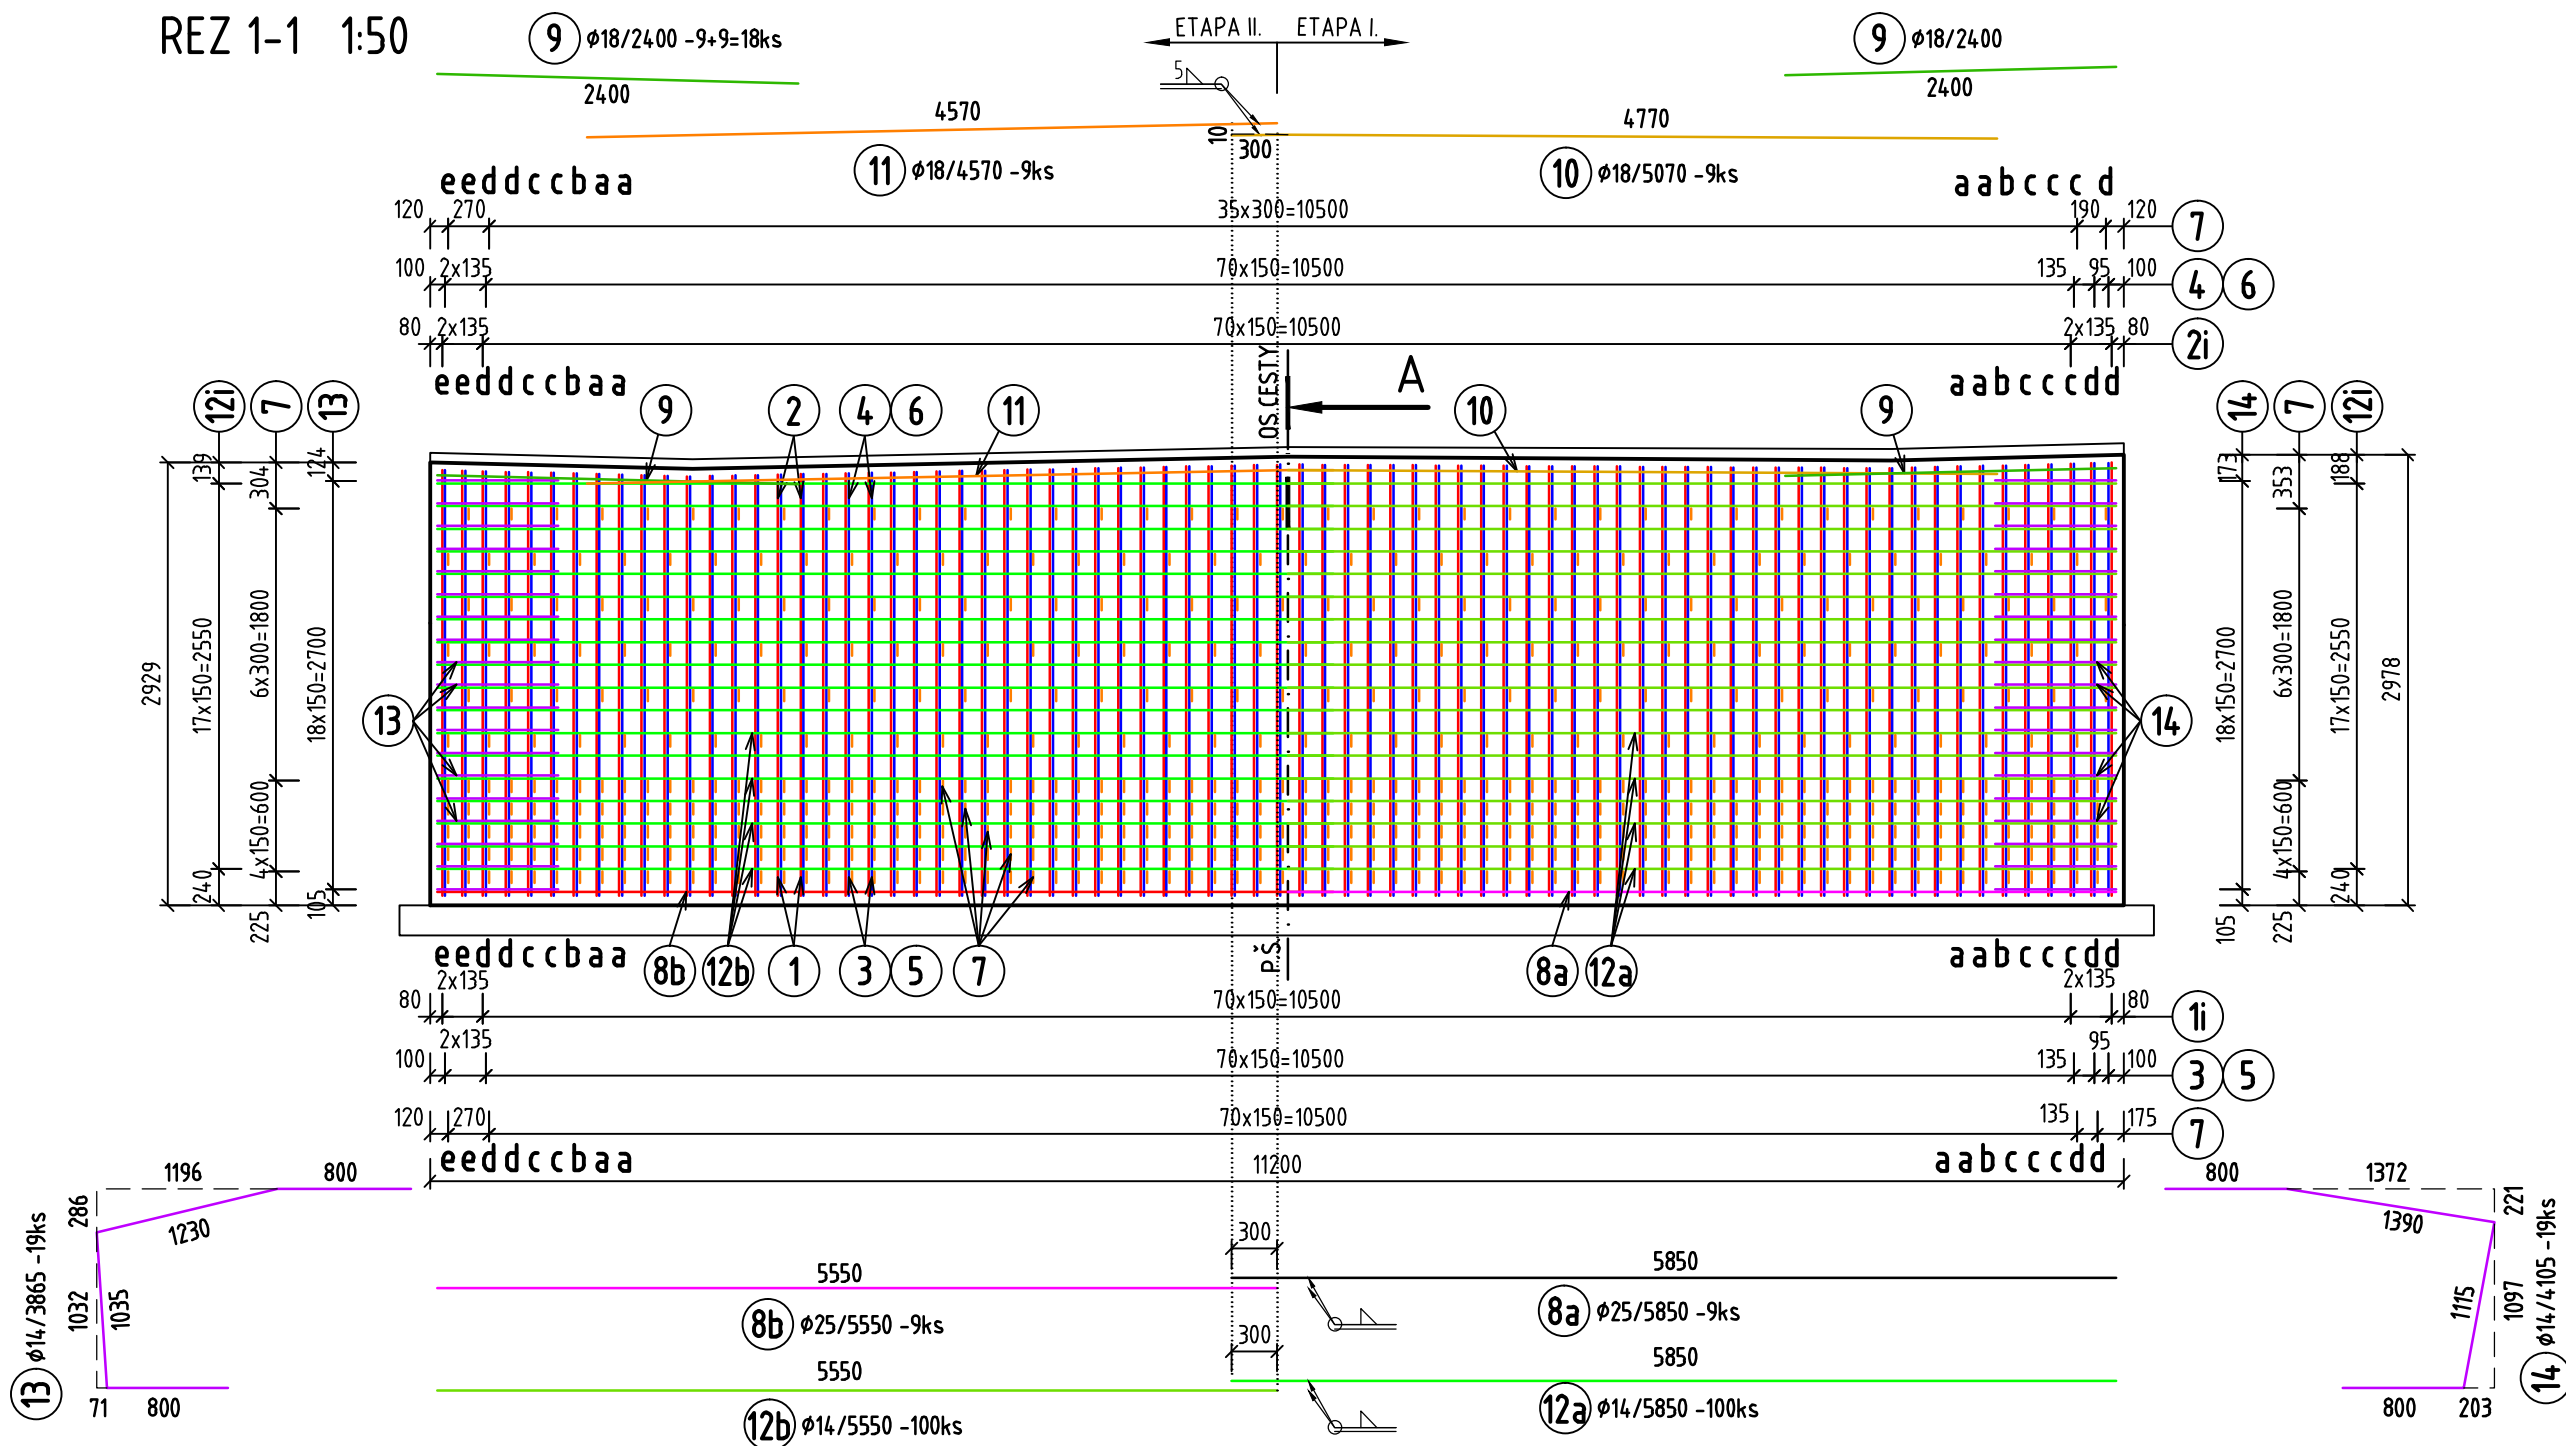 REZ 1-1 1:50
9 ø18/2400 -9+9=18ks
2400
ETAPA II. ETAPA I.
9 ø18/2400
2400
5
4570
4770
10
300
11 ø18/4570 -9ks
10 ø18/5070 -9ks
eeddccbaa
aabccc d
120 270 35x300=10500 190 120 7
100 2x135 70x150=10500 135 95 100 4 6
80 2x135 70x150=10500 2x135 80 2i
eeddccbaa
aabcccdd
OS CESTY
A
12i 7 13
9 2 4 6 11 10 9
14 7 12i
139 304 124
173 353 188
2929
17x150=2550
6x300=1800
18x150=2700
4x150=600
240
225
105
13
14
18x150=2700
6x300=1800
17x150=2550
2978
4x150=600
240
105
225
PŠ
8b 12b 1 3 5 7 8a 12a
eeddccbaa
aabcccdd
80 2x135 70x150=10500 2x135 80 1i
100 2x135 70x150=10500 135 95 100 3 5
120 270 70x150=10500 135 175 7
eeddccbaa
aabcccdd
11200
1196 800
286
1230
1032
1035
71 800
13 ø14/3865 -19ks
800 1372
221
1390
1115
1097
800 203
14 ø14/4105 -19ks
300
5550
5850
8b ø25/5550 -9ks
8a ø25/5850 -9ks
300
5550
5850
12b ø14/5550 -100ks
12a ø14/5850 -100ks